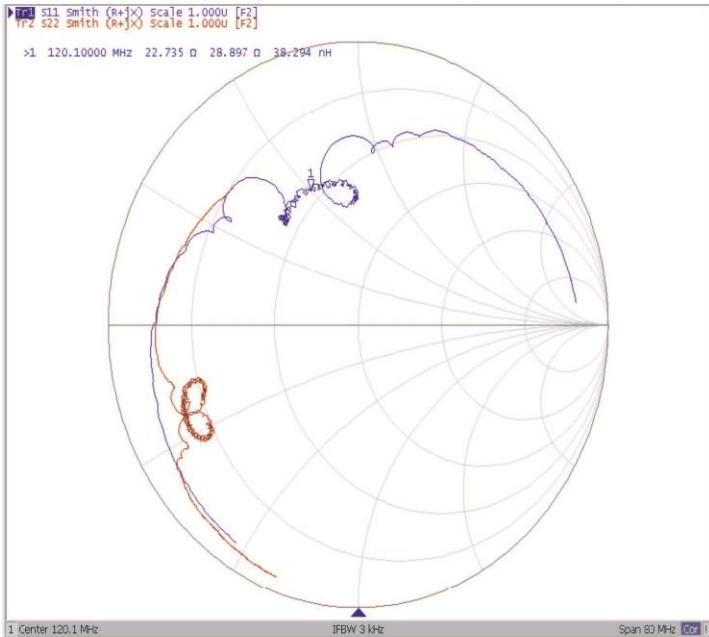 Tr1 S11 Smith (R+jX) Scale 1.000U [F2]
Tr2 S22 Smith (R+jX) Scale 1.000U [F2]
>1 120.10000 MHz 22.735 Ω 28.897 Ω 38.294 nH
1
1 Center 120.1 MHz IFBW 3 kHz Span 83 MHz Cor